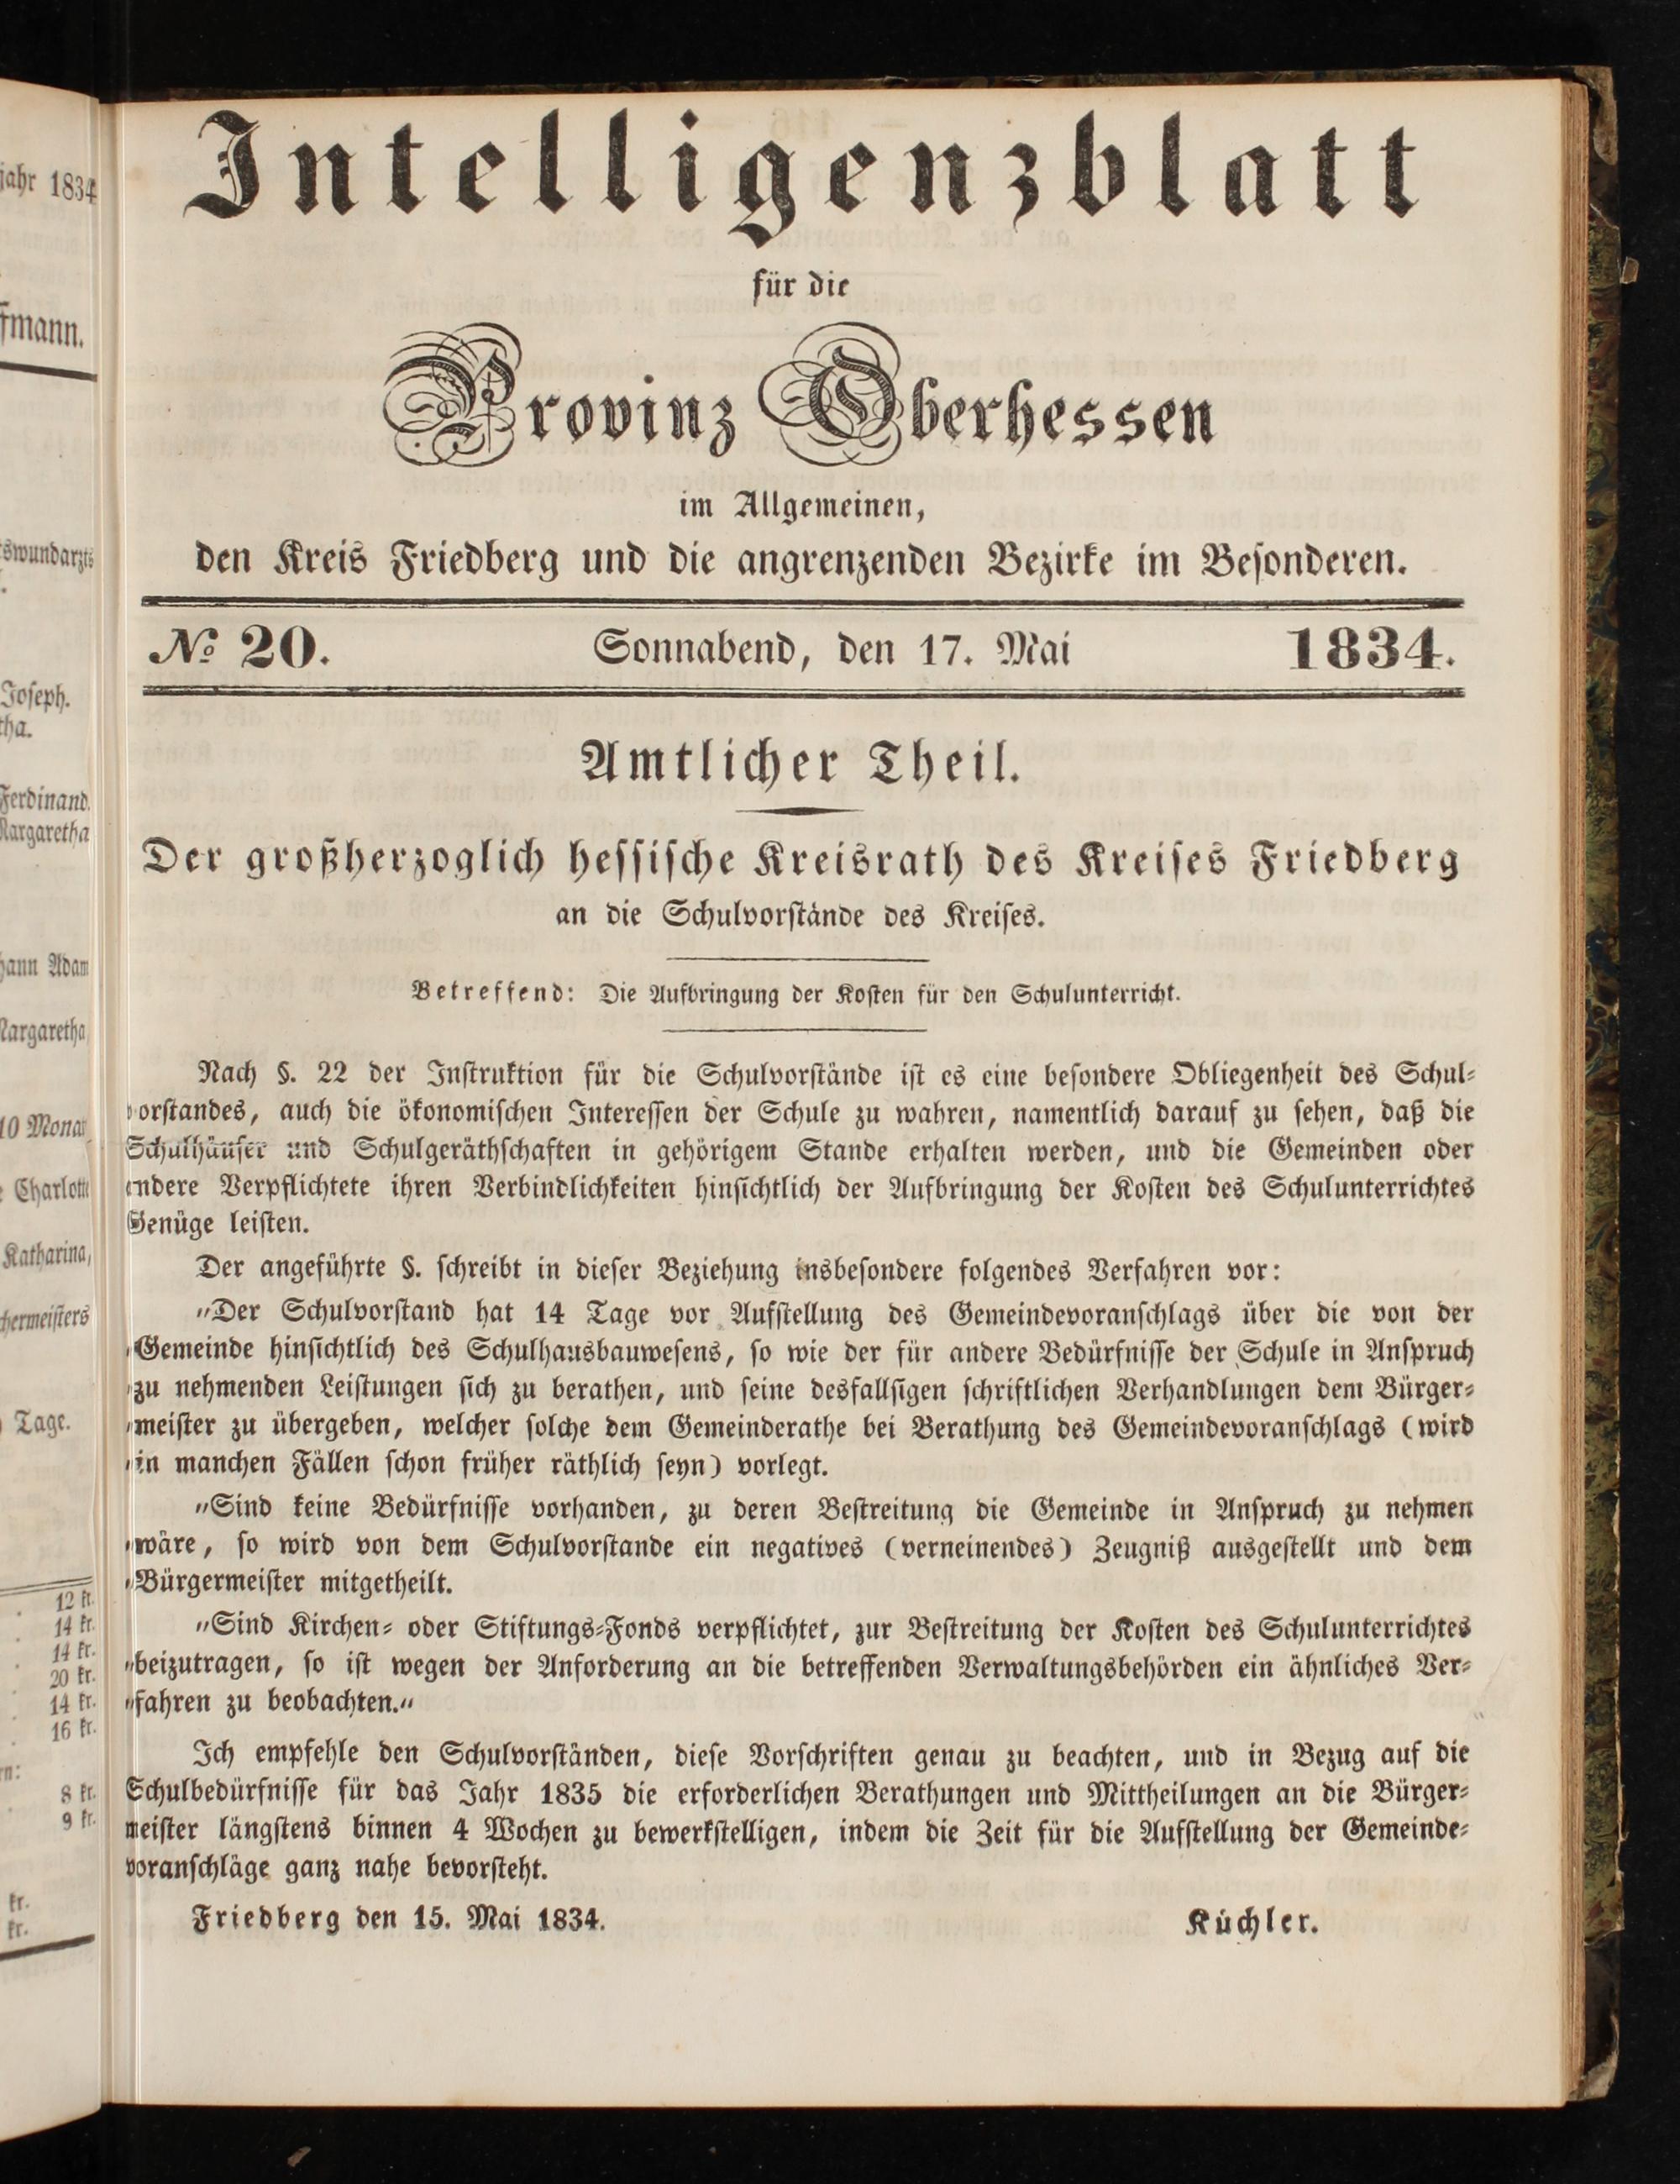 Intelligenzblatt
für die
Provinz Oberhessen
im Allgemeinen,
den Kreis Friedberg und die angrenzenden Bezirke im Besonderen.
№ 20. Sonnabend, den 17. Mai 1834.
Amtlicher Theil.
Der großherzoglich hessische Kreisrath des Kreises Friedberg
an die Schulvorstände des Kreises.
Betreffend: Die Aufbringung der Kosten für den Schulunterricht.
Nach §. 22 der Instruktion für die Schulvorstände ist es eine besondere Obliegenheit des Schul-
vorstandes, auch die ökonomischen Interessen der Schule zu wahren, namentlich darauf zu sehen, daß die
Schulhäuser und Schulgeräthschaften in gehörigem Stande erhalten werden, und die Gemeinden oder
andere Verpflichtete ihren Verbindlichkeiten hinsichtlich der Aufbringung der Kosten des Schulunterrichtes
Genüge leisten.
Der angeführte §. schreibt in dieser Beziehung insbesondere folgendes Verfahren vor:
„Der Schulvorstand hat 14 Tage vor Aufstellung des Gemeindevoranschlags über die von der
„Gemeinde hinsichtlich des Schulhausbauwesens, so wie der für andere Bedürfnisse der Schule in Anspruch
„zu nehmenden Leistungen sich zu berathen, und seine desfallsigen schriftlichen Verhandlungen dem Bürger-
„meister zu übergeben, welcher solche dem Gemeinderathe bei Berathung des Gemeindevoranschlags (wird
„in manchen Fällen schon früher räthlich seyn) vorlegt.
„Sind keine Bedürfnisse vorhanden, zu deren Bestreitung die Gemeinde in Anspruch zu nehmen
„wäre, so wird von dem Schulvorstande ein negatives (verneinendes) Zeugniß ausgestellt und dem
„Bürgermeister mitgetheilt.
„Sind Kirchen- oder Stiftungs-Fonds verpflichtet, zur Bestreitung der Kosten des Schulunterrichtes
„beizutragen, so ist wegen der Anforderung an die betreffenden Verwaltungsbehörden ein ähnliches Ver-
„fahren zu beobachten.“
Ich empfehle den Schulvorständen, diese Vorschriften genau zu beachten, und in Bezug auf die
Schulbedürfnisse für das Jahr 1835 die erforderlichen Berathungen und Mittheilungen an die Bürger-
meister längstens binnen 4 Wochen zu bewerkstelligen, indem die Zeit für die Aufstellung der Gemeinde-
voranschläge ganz nahe bevorsteht.
Friedberg den 15. Mai 1834. Küchler.